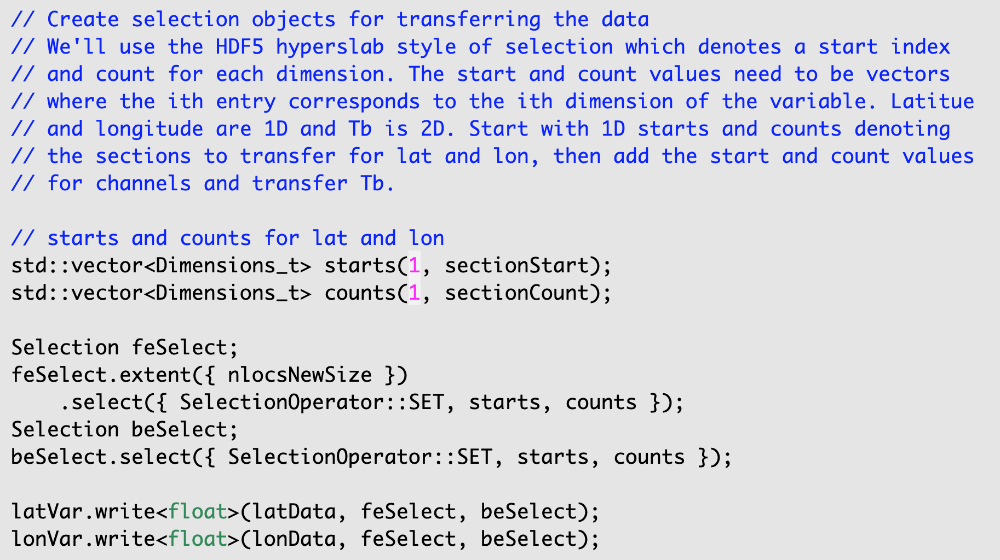 // Create selection objects for transferring the data
// We'll use the HDF5 hyperslab style of selection which denotes a start index
// and count for each dimension. The start and count values need to be vectors
// where the ith entry corresponds to the ith dimension of the variable. Latitue
// and longitude are 1D and Tb is 2D. Start with 1D starts and counts denoting
// the sections to transfer for lat and lon, then add the start and count values
// for channels and transfer Tb.

// starts and counts for lat and lon
std::vector<Dimensions_t> starts(1, sectionStart);
std::vector<Dimensions_t> counts(1, sectionCount);

Selection feSelect;
feSelect.extent({ nlocsNewSize })
    .select({ SelectionOperator::SET, starts, counts });
Selection beSelect;
beSelect.select({ SelectionOperator::SET, starts, counts });

latVar.write<float>(latData, feSelect, beSelect);
lonVar.write<float>(lonData, feSelect, beSelect);